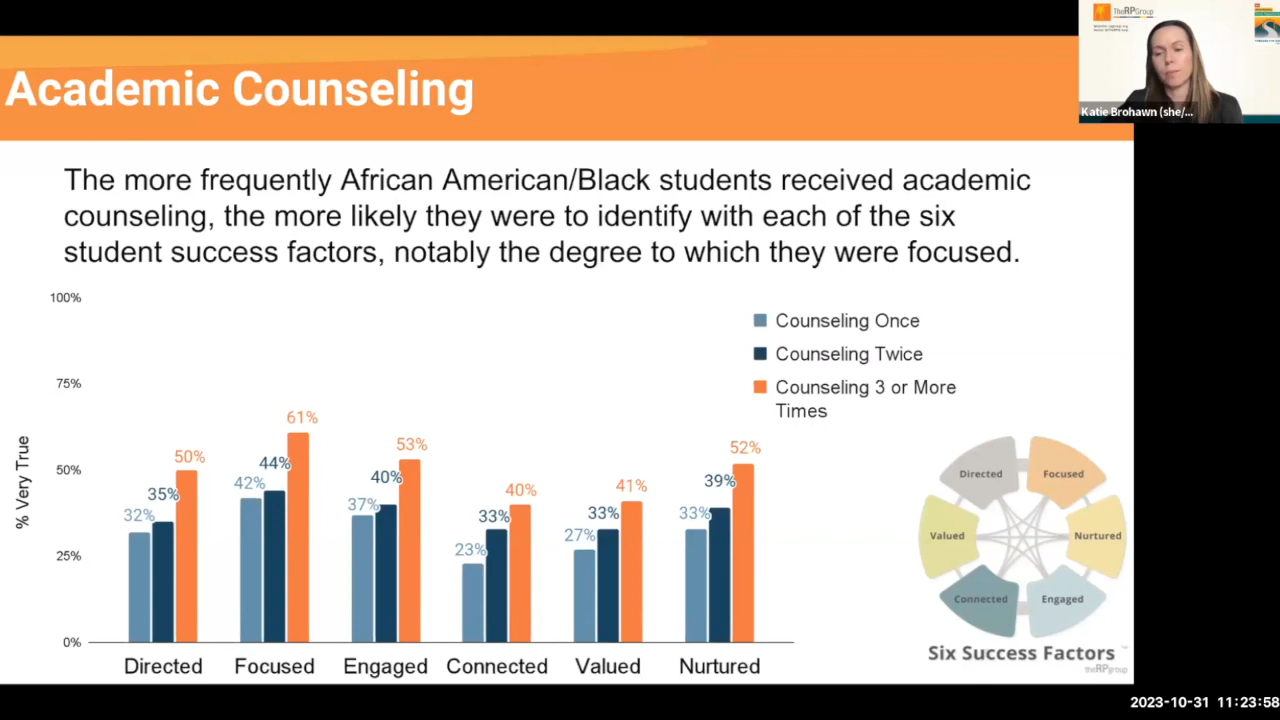 Academic Counseling
TheRPGroup
Katie Brohawn (she/...
The more frequently African American/Black students received academic
counseling, the more likely they were to identify with each of the six
student success factors, notably the degree to which they were focused.
100%
75%
50%
25%
0%
% Very True
Counseling Once
Counseling Twice
Counseling 3 or More
Times
32% 35% 50%
42% 44% 61%
37% 40% 53%
23% 33% 40%
27% 33% 41%
33% 39% 52%
Directed Focused Engaged Connected Valued Nurtured
Directed Focused
Valued Nurtured
Connected Engaged
Six Success Factors
theRPgroup
2023-10-31 11:23:58